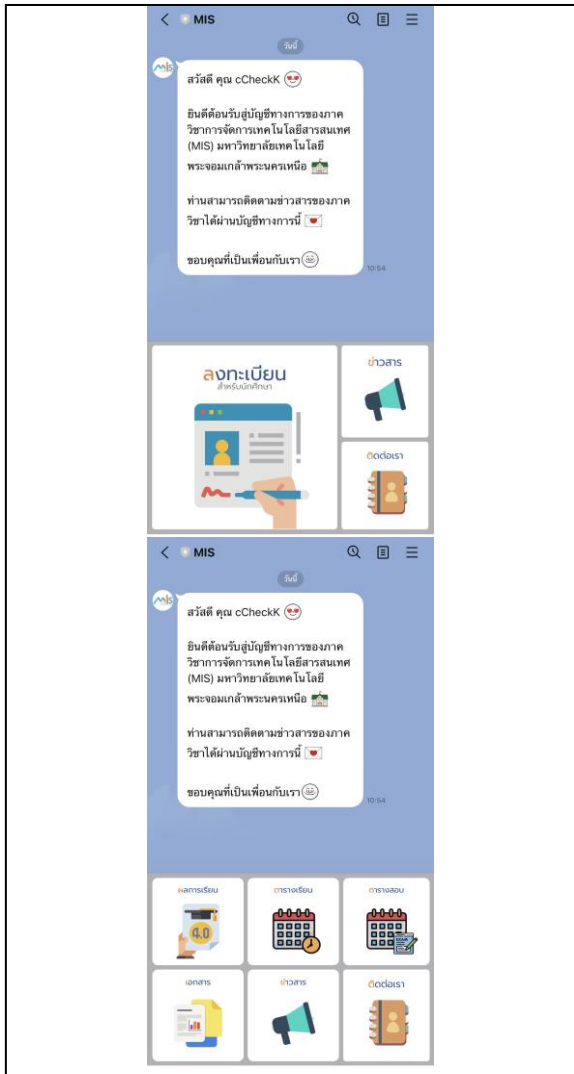 MIS
วันนี้
mis
สวัสดี คุณ cCheckK
ยินดีต้อนรับสู่บัญชีทางการของภาค
วิชาการจัดการเทคโนโลยีสารสนเทศ
(MIS) มหาวิทยาลัยเทคโนโลยี
พระจอมเกล้าพระนครเหนือ
ท่านสามารถติดตามข่าวสารของภาค
วิชาได้ผ่านบัญชีทางการนี้
ขอบคุณที่เป็นเพื่อนกับเรา
10:54
ลงทะเบียน
สำหรับนักศึกษา
ข่าวสาร
ติดต่อเรา
MIS
วันนี้
mis
สวัสดี คุณ cCheckK
ยินดีต้อนรับสู่บัญชีทางการของภาค
วิชาการจัดการเทคโนโลยีสารสนเทศ
(MIS) มหาวิทยาลัยเทคโนโลยี
พระจอมเกล้าพระนครเหนือ
ท่านสามารถติดตามข่าวสารของภาค
วิชาได้ผ่านบัญชีทางการนี้
ขอบคุณที่เป็นเพื่อนกับเรา
10:54
ผลการเรียน
ตารางเรียน
ตารางสอบ
4.0
EXAM
เอกสาร
ข่าวสาร
ติดต่อเรา